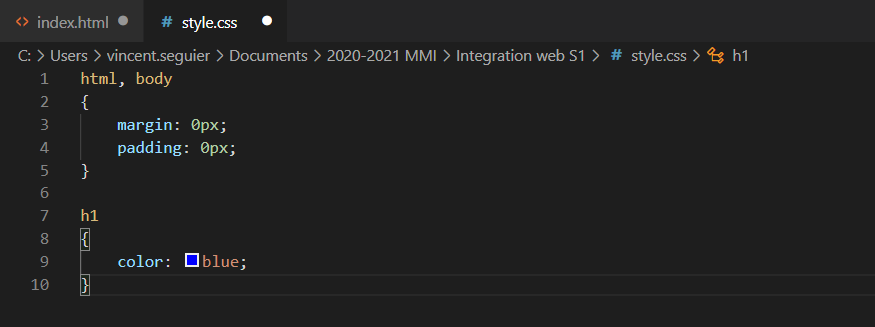 <> index.html
# style.css
C: > Users > vincent.seguier > Documents > 2020-2021 MMI > Integration web S1 > # style.css > h1
1 html, body
2 {
3     margin: 0px;
4     padding: 0px;
5 }
6
7 h1
8 {
9     color: blue;
10 }